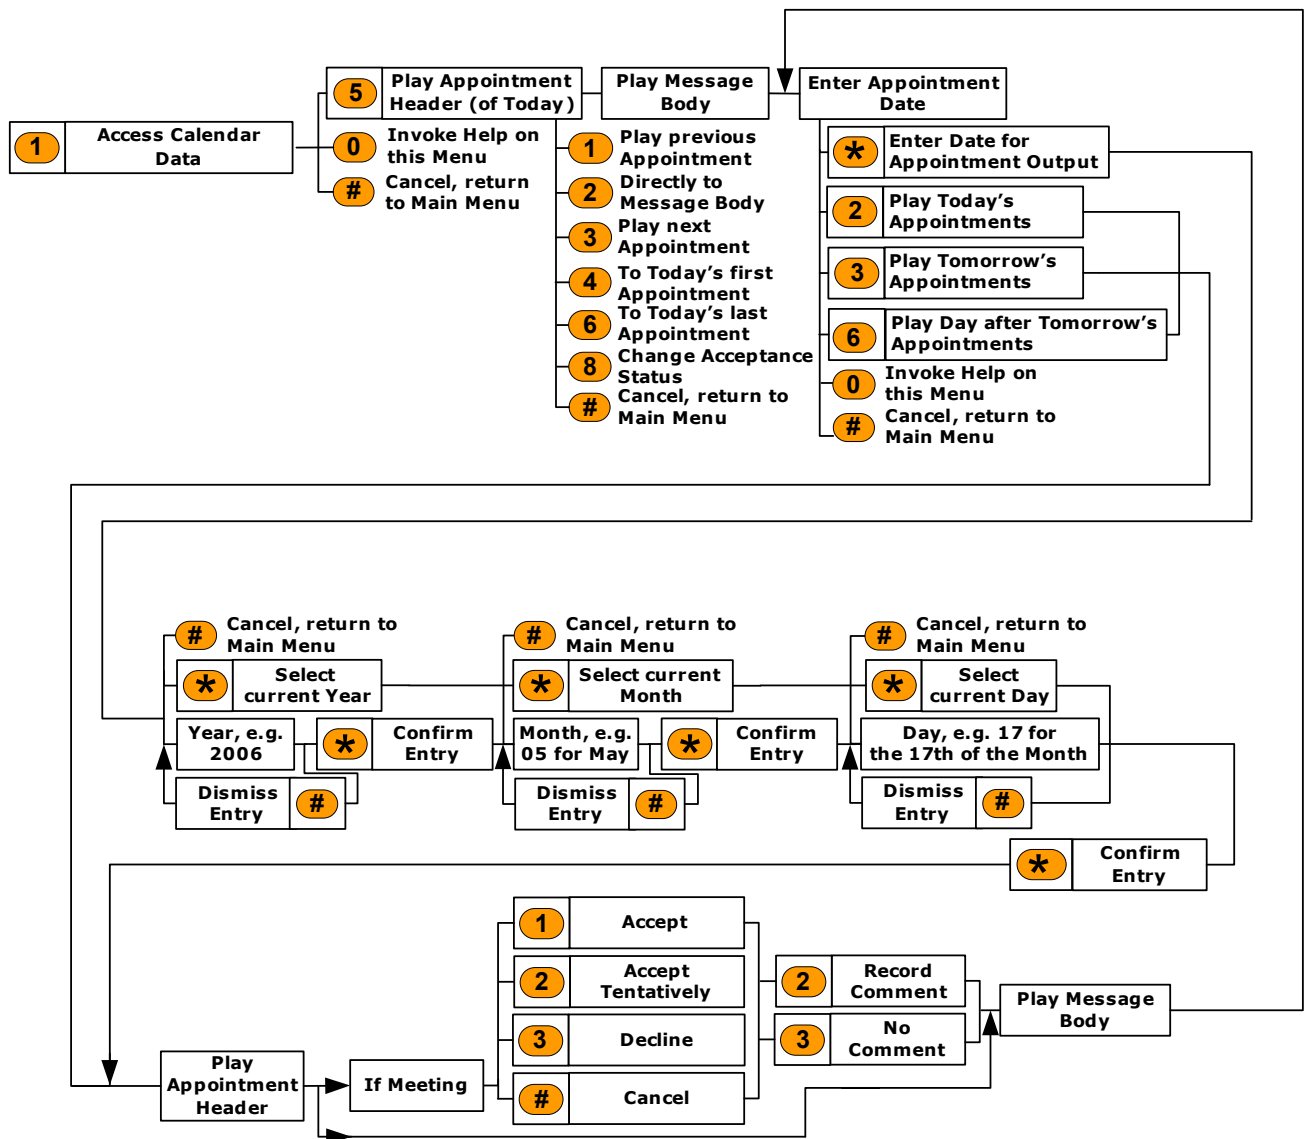 1
Access Calendar
Data
5
Play Appointment
Header (of Today)
0
Invoke Help on
this Menu
#
Cancel, return
to Main Menu
Play Message
Body
1
Play previous
Appointment
2
Directly to
Message Body
3
Play next
Appointment
4
To Today's first
Appointment
6
To Today's last
Appointment
8
Change Acceptance
Status
#
Cancel, return to
Main Menu
Enter Appointment
Date
*
Enter Date for
Appointment Output
2
Play Today's
Appointments
3
Play Tomorrow's
Appointments
6
Play Day after Tomorrow's
Appointments
0
Invoke Help on
this Menu
#
Cancel, return to
Main Menu
#
Cancel, return to
Main Menu
*
Select
current Year
Year, e.g.
2006
*
Confirm
Entry
Dismiss
Entry
#
#
Cancel, return to
Main Menu
*
Select current
Month
Month, e.g.
05 for May
*
Confirm
Entry
Dismiss
Entry
#
#
Cancel, return to
Main Menu
*
Select
current Day
Day, e.g. 17 for
the 17th of the Month
Dismiss
Entry
#
*
Confirm
Entry
Play
Appointment
Header
If Meeting
1
Accept
2
Accept
Tentatively
3
Decline
#
Cancel
2
Record
Comment
3
No
Comment
Play Message
Body